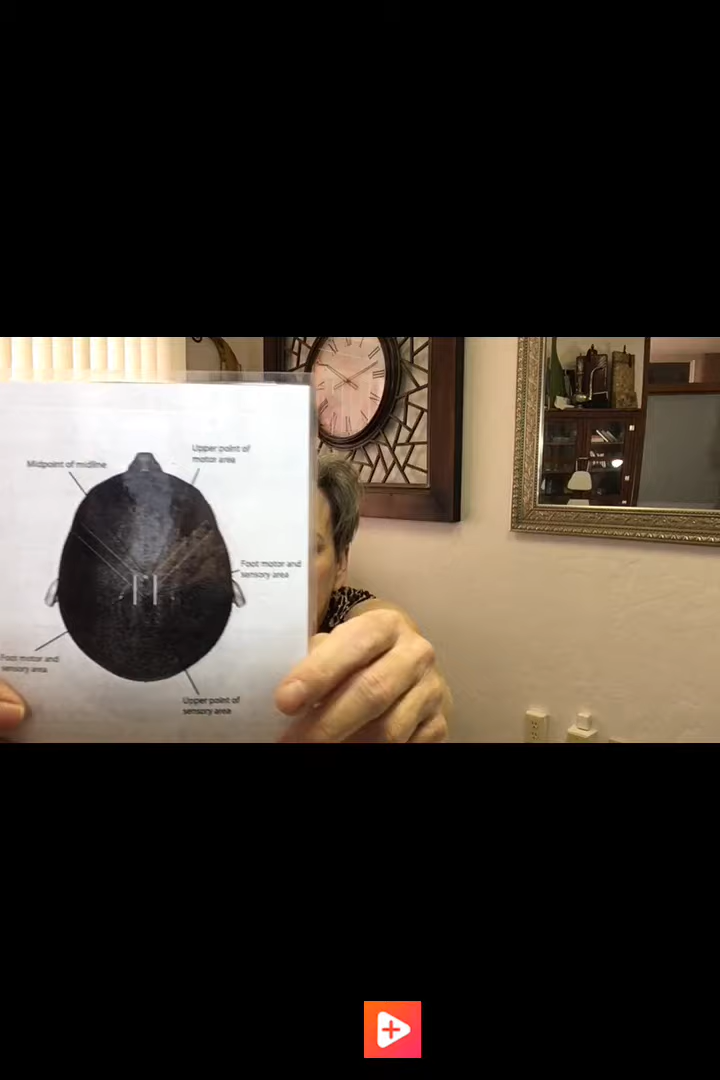 Upper point of
motor area
Midpoint of midline
Foot motor and
sensory area
Foot motor and
sensory area
Upper point of
sensory area